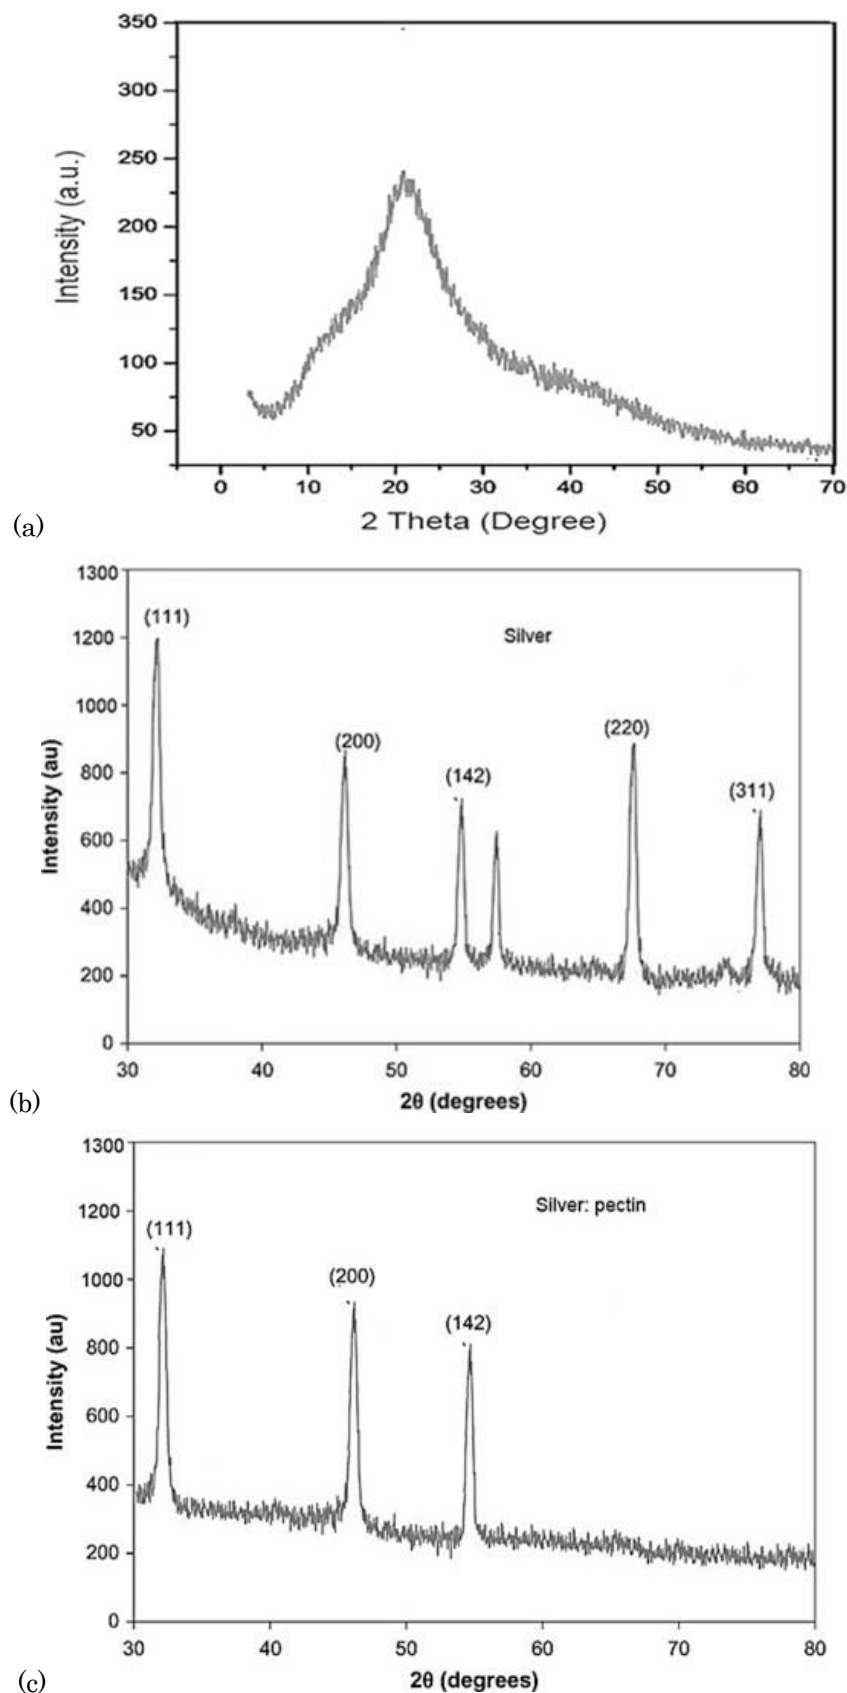 350
300
250
200
150
100
50
Intensity (a.u.)
0 10 20 30 40 50 60 70
2 Theta (Degree)
(a)
1300
1200
1000
800
600
400
200
0
Intensity (au)
(111)
(200)
(142)
(220)
(311)
Silver
30 40 50 60 70 80
2θ (degrees)
(b)
1300
1200
1000
800
600
400
200
0
Intensity (au)
(111)
(200)
(142)
Silver: pectin
30 40 50 60 70 80
2θ (degrees)
(c)